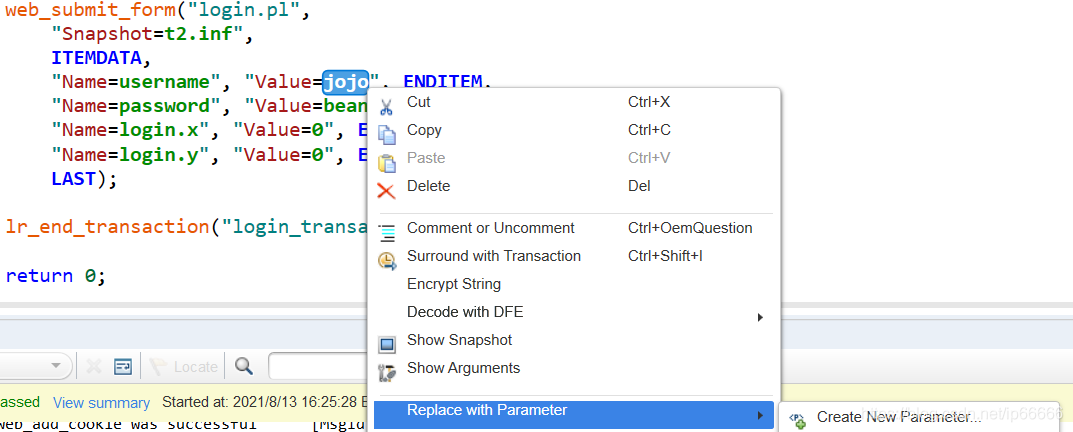 web_submit_form("login.pl",
"Snapshot=t2.inf",
ITEMDATA,
"Name=username", "Value=jojo", ENDITEM,
"Name=password", "Value=bean
"Name=login.x", "Value=0", E
"Name=login.y", "Value=0", E
LAST);
lr_end_transaction("login_transa
return 0;
Cut Ctrl+X
Copy Ctrl+C
Paste Ctrl+V
Delete Del
Comment or Uncomment Ctrl+OemQuestion
Surround with Transaction Ctrl+Shift+I
Encrypt String
Decode with DFE
Show Snapshot
Show Arguments
Replace with Parameter
Create New Parameter...
Locate
assed View summary Started at: 2021/8/13 16:25:28
web_add_cookie was successful [MsgId